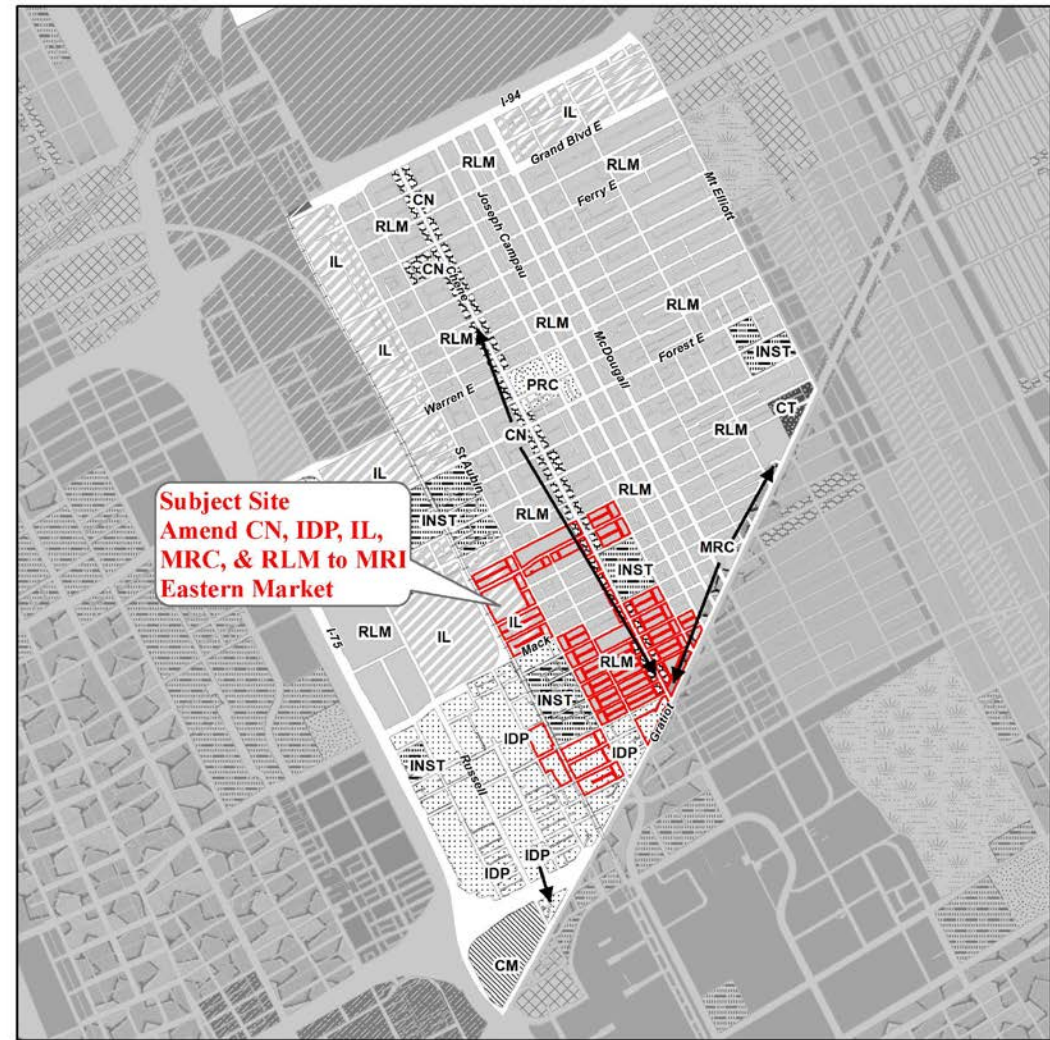 I-94
IL
Grand Blvd E
RLM
RLM
CN
Ferry E
Mt Elliott
Joseph Campau
RLM
IL
CN
Chene
RLM
RLM
IL
RLM
McDougall
Forest E
INST
PRC
Warren E
CT
RLM
CN
St Aubin
IL
RLM
Subject Site
Amend CN, IDP, IL,
MRC, & RLM to MRI
Eastern Market
INST
RLM
MRC
INST
IL
I-75
RLM
IL
Mack
RLM
INST
Gratiot
IDP
IDP
INST
Russell
IDP
IDP
CM